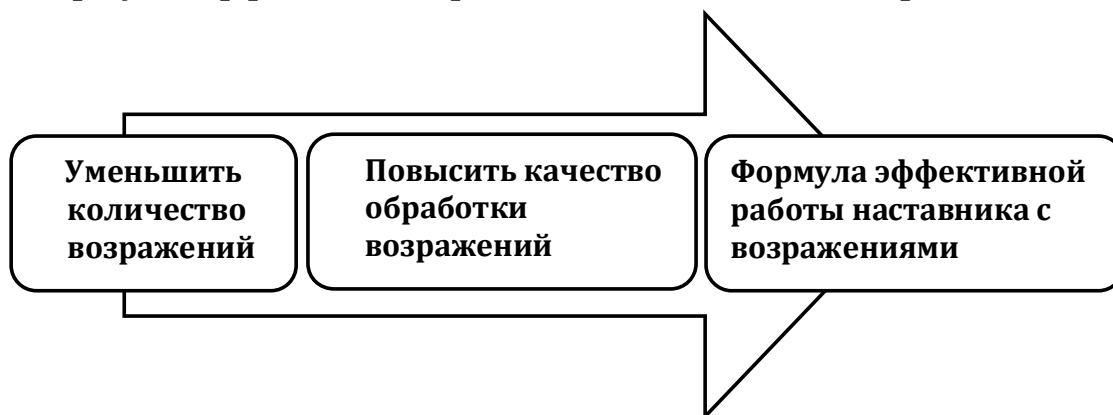 Уменьшить
количество
возражений
Повысить качество
обработки
возражений
Формула эффективной
работы наставника с
возражениями